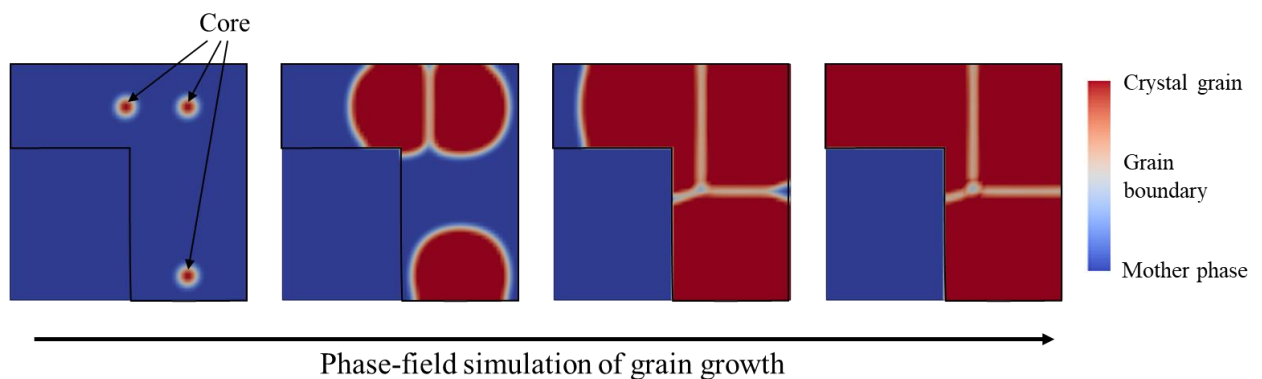 Core
Crystal grain
Grain
boundary
Mother phase
Phase-field simulation of grain growth